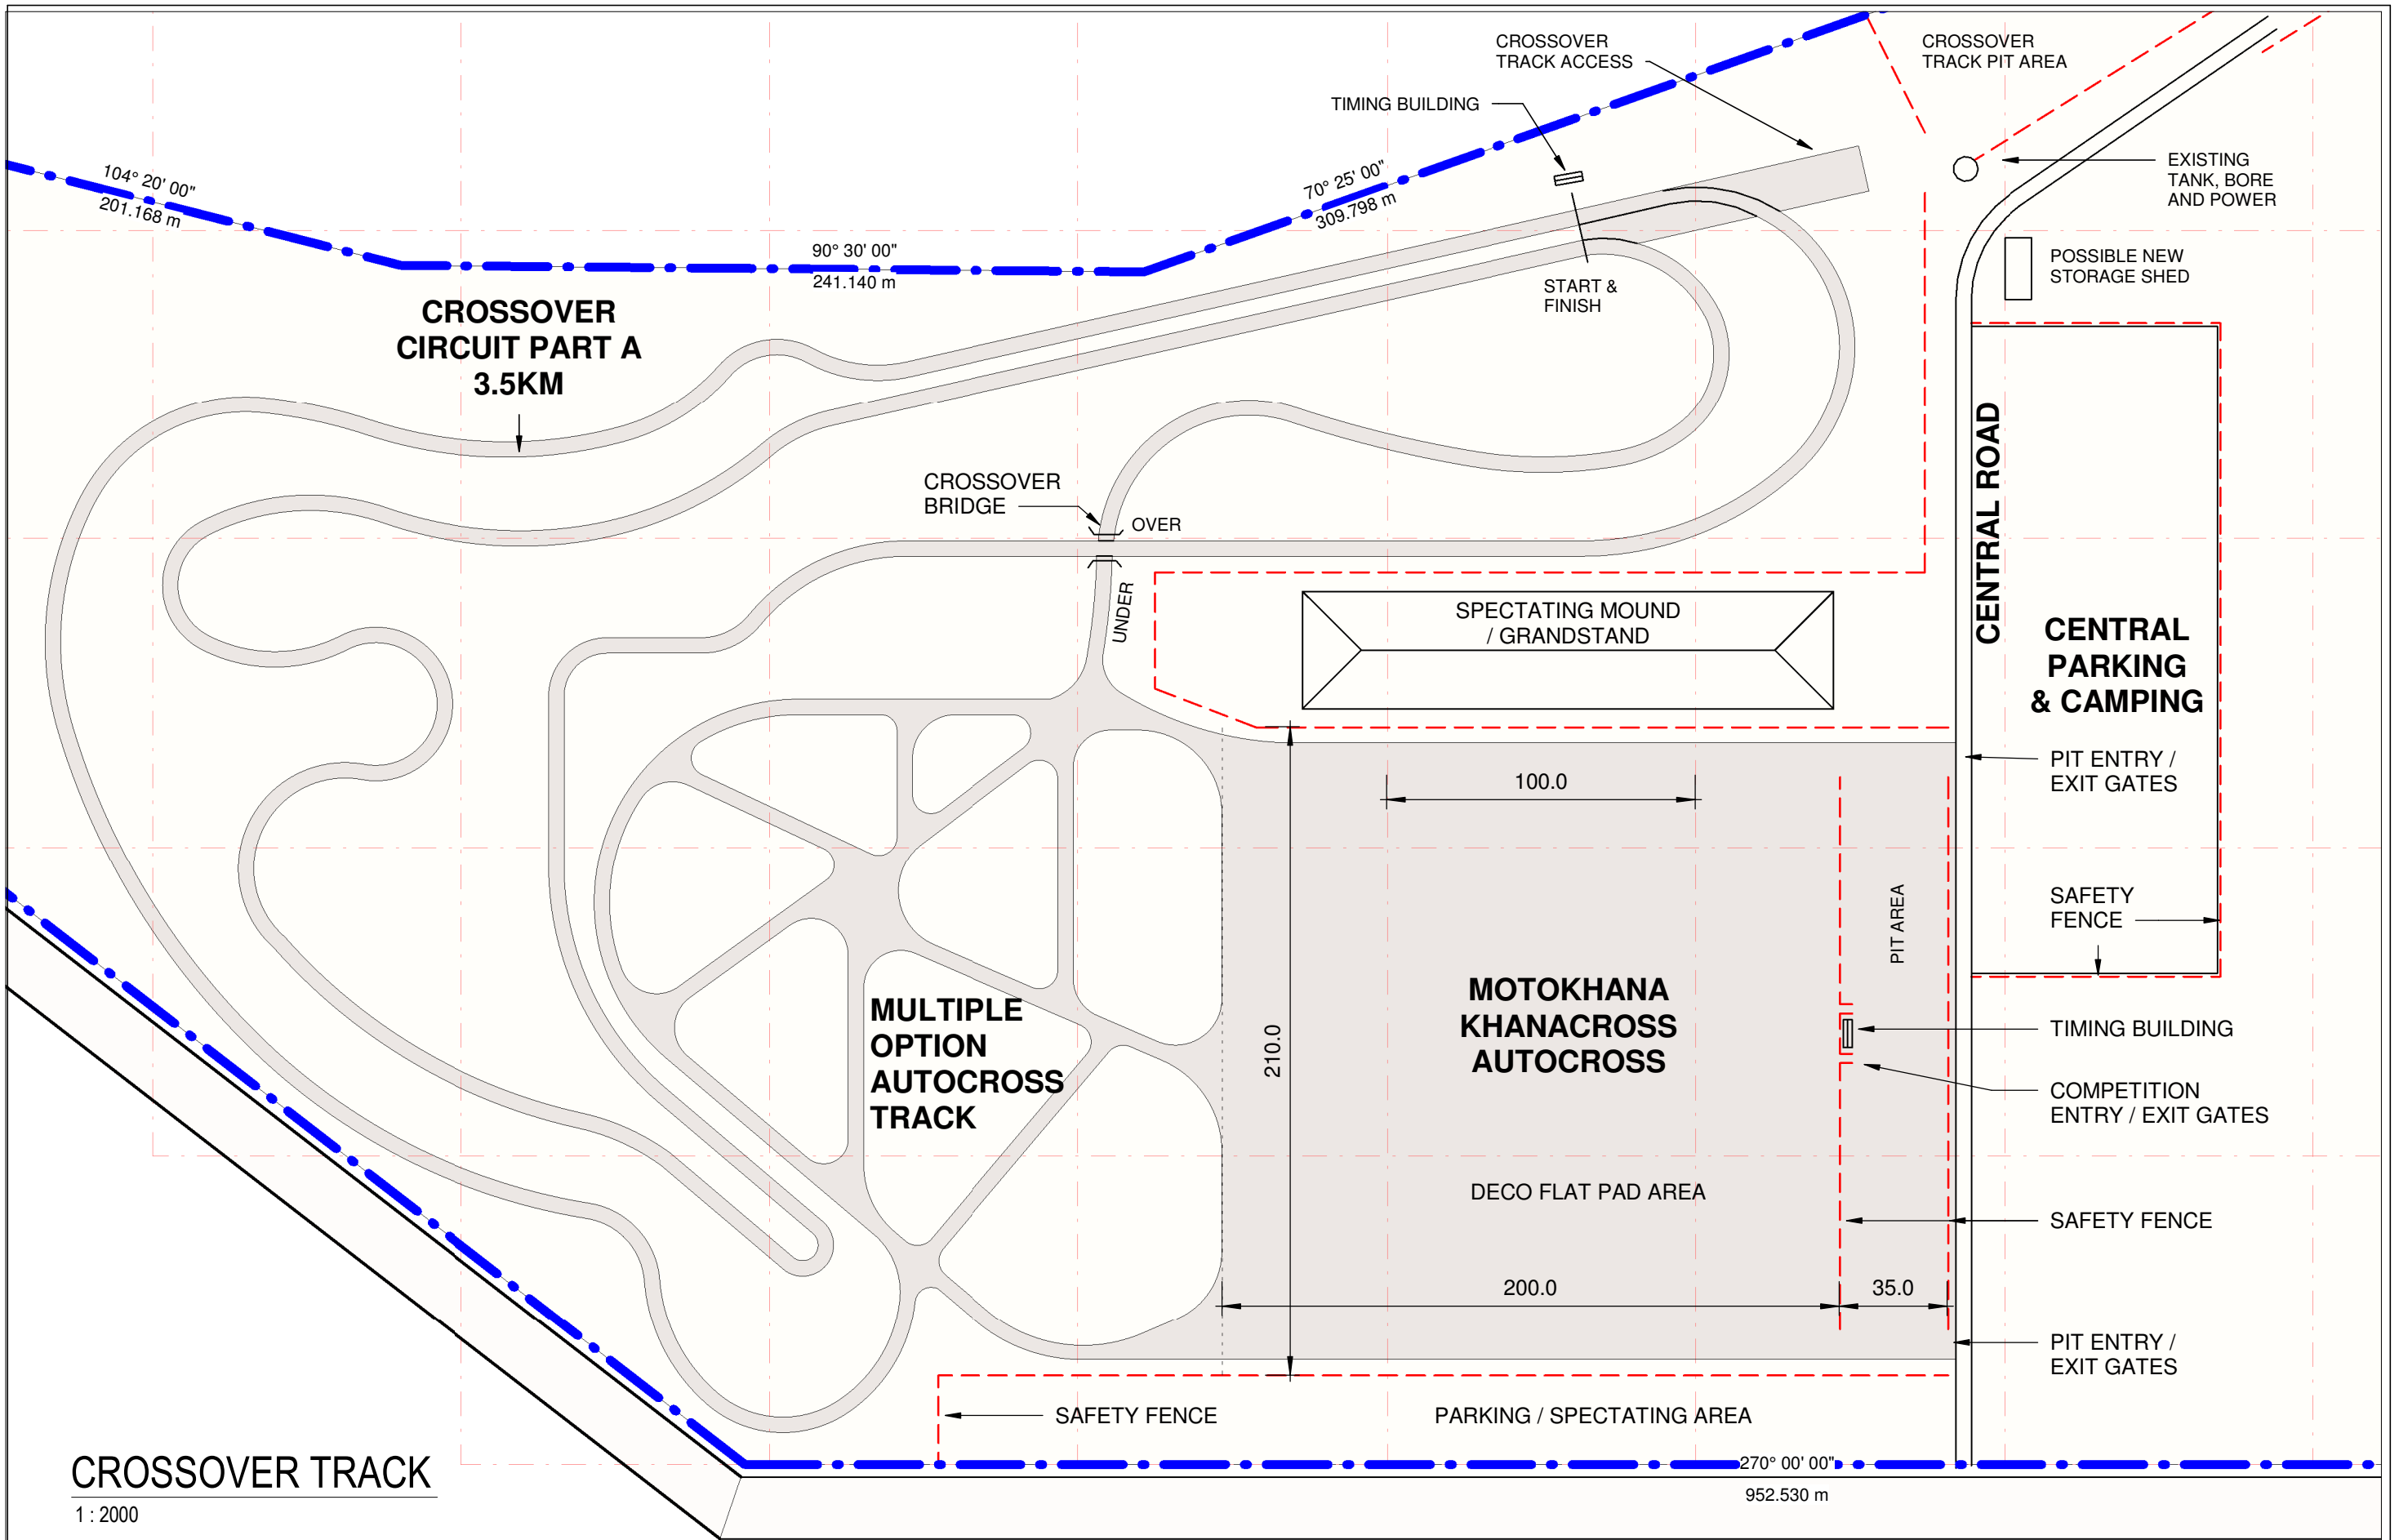 CROSSOVER
TRACK ACCESS
CROSSOVER
TRACK PIT AREA
TIMING BUILDING
104° 20' 00"
201.168 m
70° 25' 00"
309.798 m
EXISTING
TANK, BORE
AND POWER
90° 30' 00"
241.140 m
POSSIBLE NEW
STORAGE SHED
START &
FINISH
CROSSOVER
CIRCUIT PART A
3.5KM
CROSSOVER
BRIDGE
OVER
UNDER
CENTRAL ROAD
SPECTATING MOUND
/ GRANDSTAND
CENTRAL
PARKING
& CAMPING
PIT ENTRY /
EXIT GATES
100.0
PIT AREA
SAFETY
FENCE
MULTIPLE
OPTION
AUTOCROSS
TRACK
210.0
MOTOKHANA
KHANACROSS
AUTOCROSS
TIMING BUILDING
COMPETITION
ENTRY / EXIT GATES
DECO FLAT PAD AREA
SAFETY FENCE
200.0
35.0
PIT ENTRY /
EXIT GATES
SAFETY FENCE
PARKING / SPECTATING AREA
270° 00' 00"
952.530 m
CROSSOVER TRACK
1 : 2000